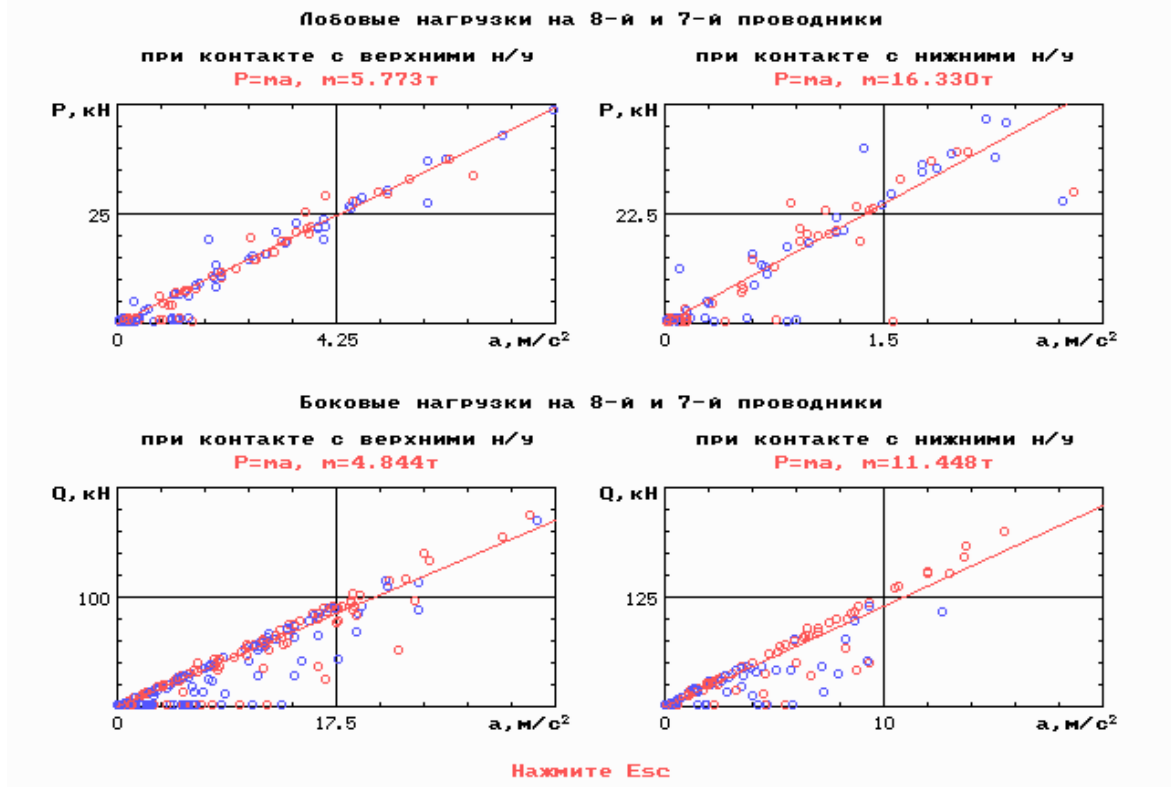 Лобовые нагрузки на 8-й и 7-й проводники
при контакте с верхними н/у
P=ma, m=5.773т
P,кН
25
0
4.25
a,м/с²
при контакте с нижними н/у
P=ma, m=16.330т
P,кН
22.5
0
1.5
a,м/с²
Боковые нагрузки на 8-й и 7-й проводники
при контакте с верхними н/у
P=ma, m=4.844т
Q,кН
100
0
17.5
a,м/с²
при контакте с нижними н/у
P=ma, m=11.448т
Q,кН
125
0
10
a,м/с²
Нажмите Esc